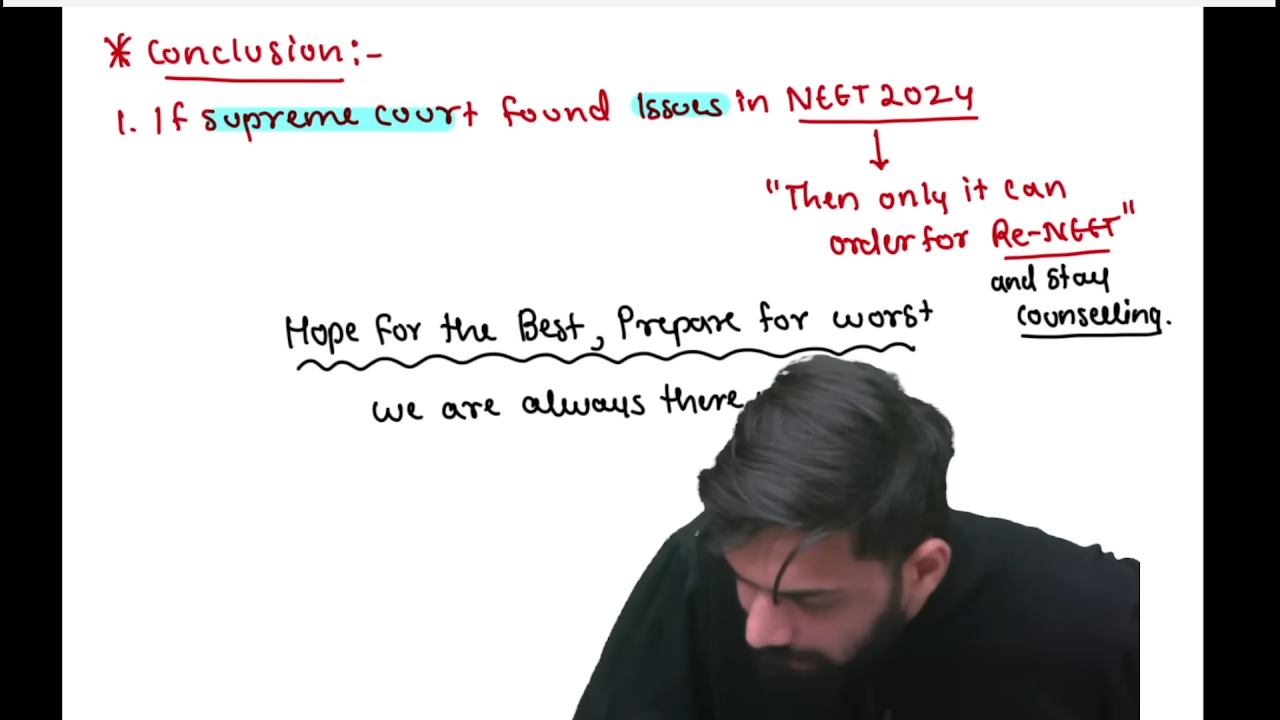 * Conclusion:-
1. If supreme court found Issues in NEET 2024
"Then only it can
order for Re-NEET"
and stay
counselling.
Hope for the Best, Prepare for worst
we are always there